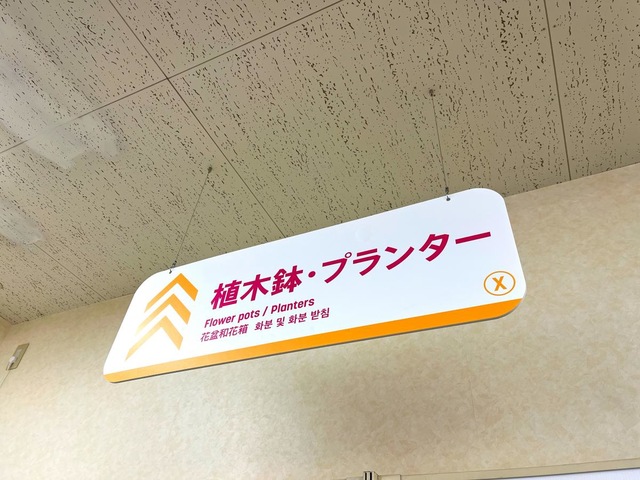 植木鉢・プランター
Flower pots / Planters
花盆和花箱 화분 및 화분 받침
X